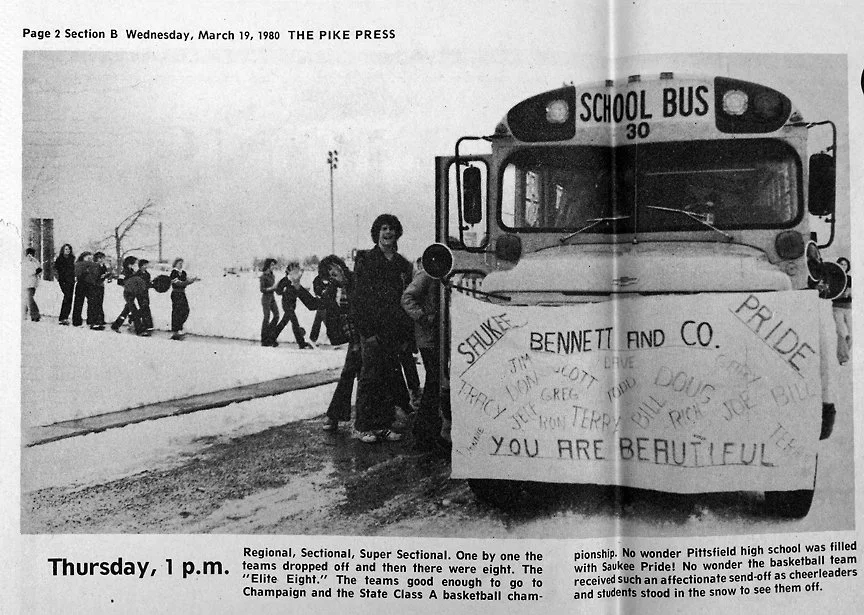 Page 2 Section B Wednesday, March 19, 1980 THE PIKE PRESS
SCHOOL BUS
30
SAUKEE
PRIDE
BENNETT AND CO.
JIM
DAVE
DON
SCOTT
GREG
TODD
DOUG
TRACY
JEFF
RON
TERRY
BILL
RICH
JOE
BILL
YOU ARE BEAUTIFUL
Thursday, 1 p.m.
Regional, Sectional, Super Sectional. One by one the
teams dropped off and then there were eight. The
"Elite Eight." The teams good enough to go to
Champaign and the State Class A basketball cham-
pionship. No wonder Pittsfield high school was filled
with Saukee Pride! No wonder the basketball team
received such an affectionate send-off as cheerleaders
and students stood in the snow to see them off.